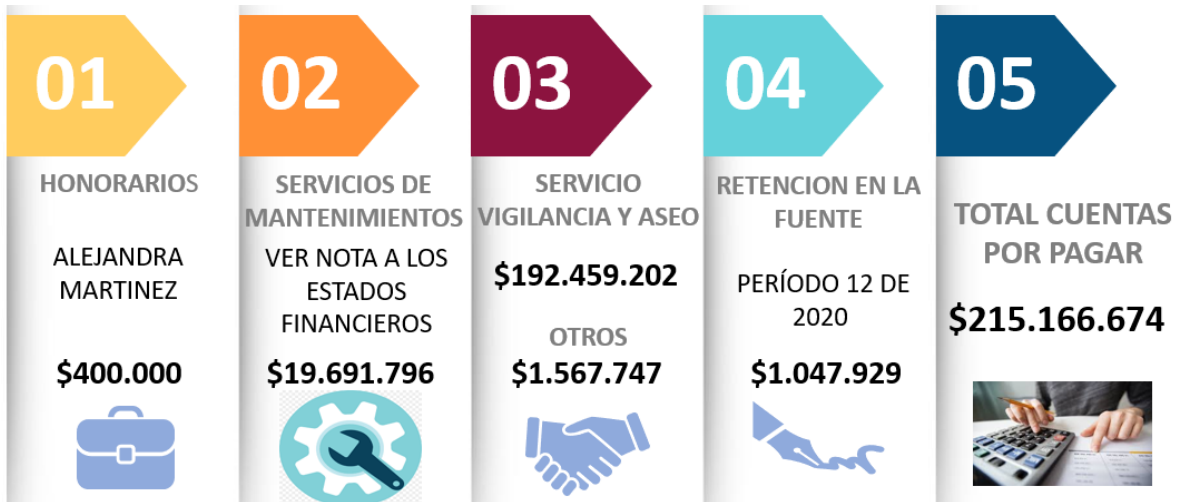 01
HONORARIOS
ALEJANDRA
MARTINEZ
$400.000
02
SERVICIOS DE
MANTENIMIENTOS
VER NOTA A LOS
ESTADOS
FINANCIEROS
$19.691.796
03
SERVICIO
VIGILANCIA Y ASEO
$192.459.202
OTROS
$1.567.747
04
RETENCION EN LA
FUENTE
PERÍODO 12 DE
2020
$1.047.929
05
TOTAL CUENTAS
POR PAGAR
$215.166.674